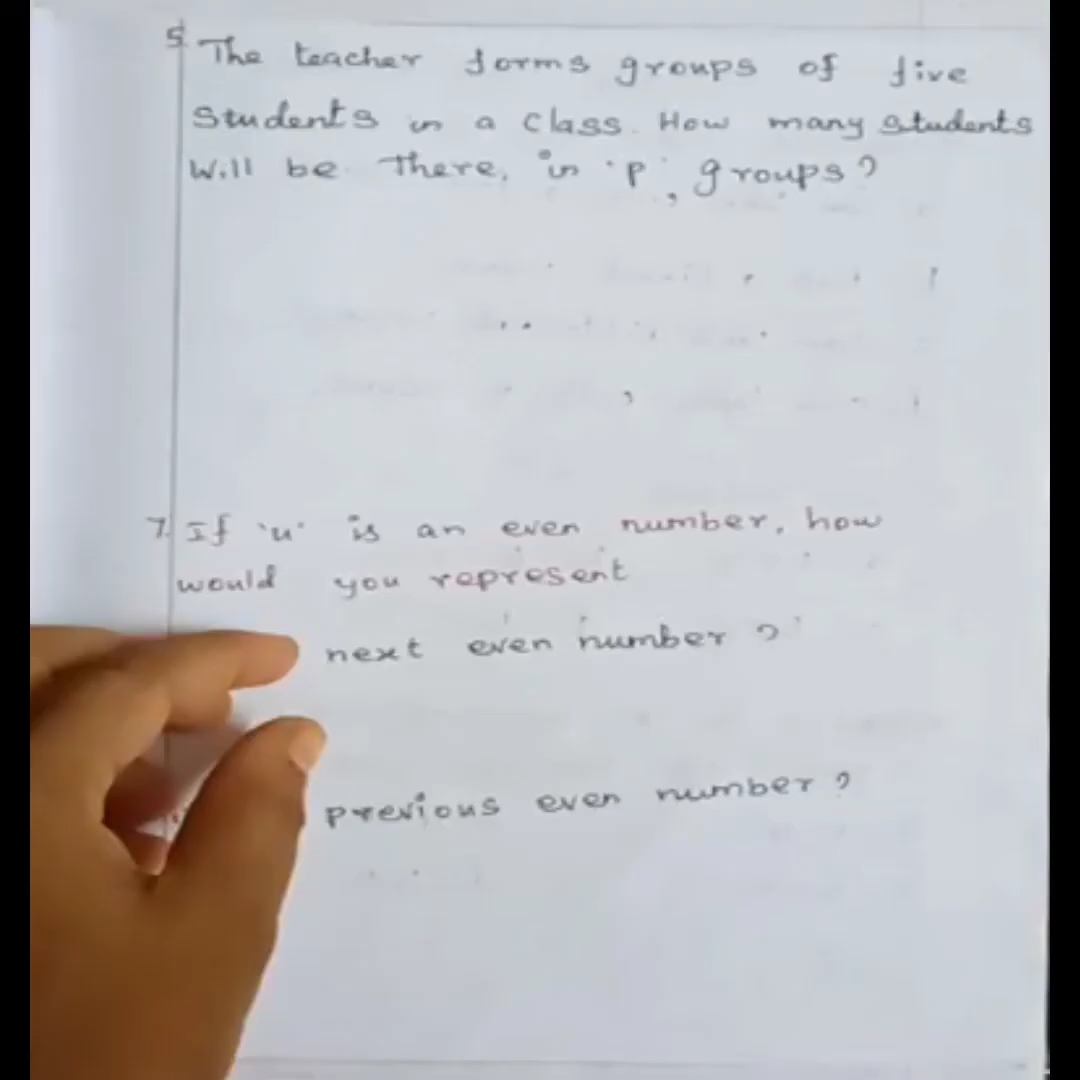 5. The teacher forms groups of five
students in a class. How many students
Will be there, in 'p', groups?
7. If 'u' is an even number, how
would you represent
next even number?
previous even number?